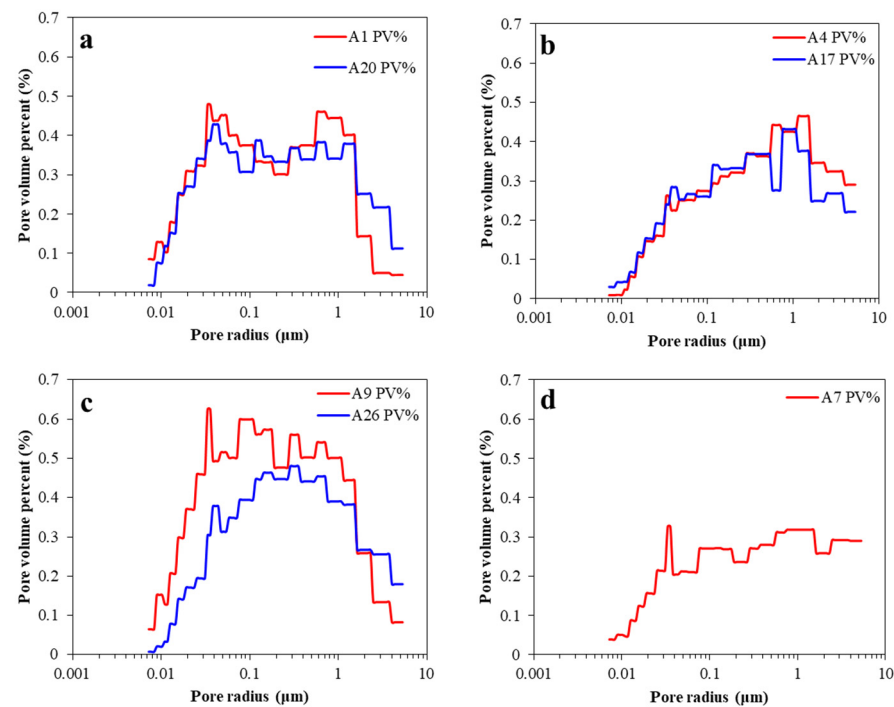 a
A1 PV%
A20 PV%
Pore volume percent (%)
0.7
0.6
0.5
0.4
0.3
0.2
0.1
0
0.001
0.01
0.1
1
10
Pore radius (μm)
b
A4 PV%
A17 PV%
Pore volume percent (%)
0.7
0.6
0.5
0.4
0.3
0.2
0.1
0
0.001
0.01
0.1
1
10
Pore radius (μm)
c
A9 PV%
A26 PV%
Pore volume percent (%)
0.7
0.6
0.5
0.4
0.3
0.2
0.1
0
0.001
0.01
0.1
1
10
Pore radius (μm)
d
A7 PV%
Pore volume percent (%)
0.7
0.6
0.5
0.4
0.3
0.2
0.1
0
0.001
0.01
0.1
1
10
Pore radius (μm)